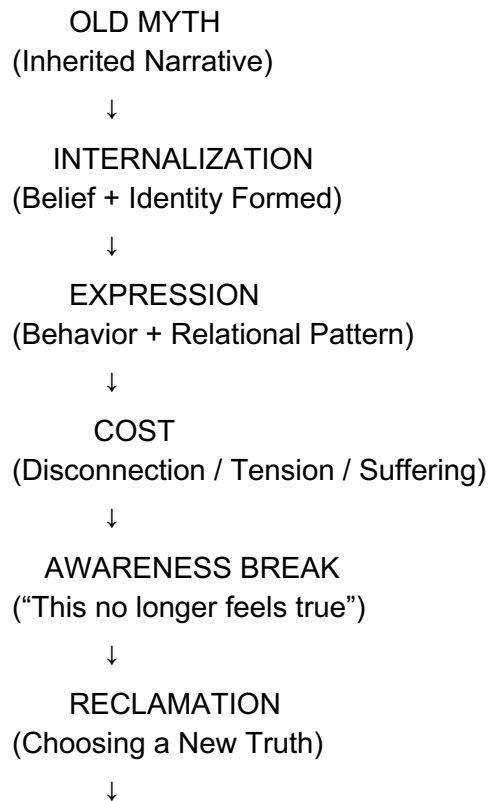 OLD MYTH
(Inherited Narrative)
↓
INTERNALIZATION
(Belief + Identity Formed)
↓
EXPRESSION
(Behavior + Relational Pattern)
↓
COST
(Disconnection / Tension / Suffering)
↓
AWARENESS BREAK
(“This no longer feels true”)
↓
RECLAMATION
(Choosing a New Truth)
↓